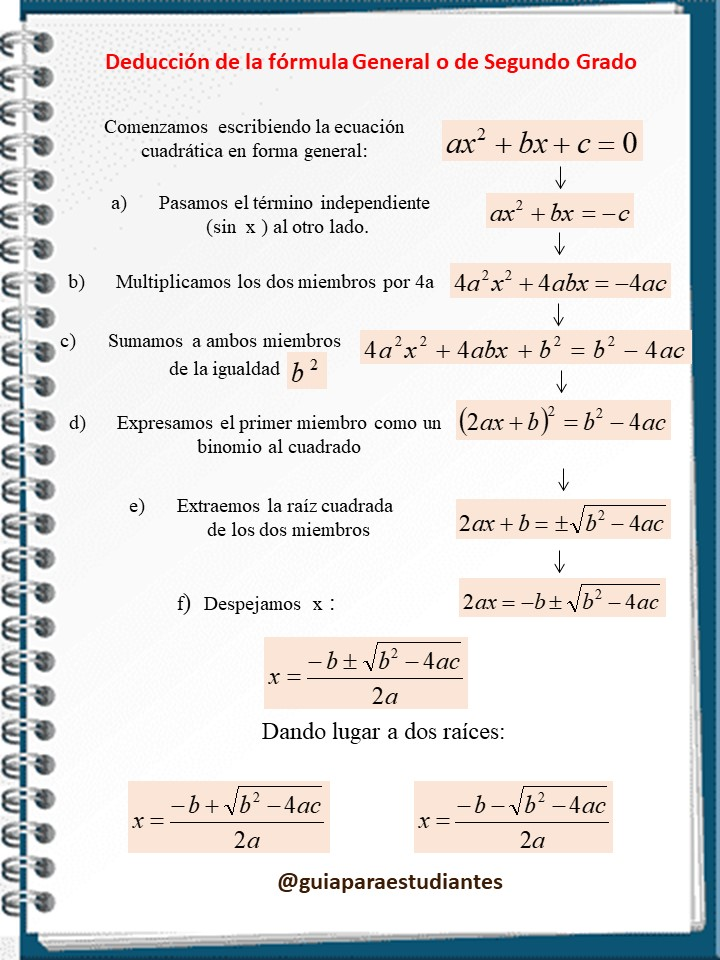 Deducción de la fórmula General o de Segundo Grado
Comenzamos escribiendo la ecuación
cuadrática en forma general:
ax² + bx + c = 0
a) Pasamos el término independiente
(sin x ) al otro lado.
ax² + bx = −c
b) Multiplicamos los dos miembros por 4a
4a²x² + 4abx = −4ac
c) Sumamos a ambos miembros
de la igualdad b²
4a²x² + 4abx + b² = b² − 4ac
d) Expresamos el primer miembro como un
binomio al cuadrado
(2ax + b)² = b² − 4ac
e) Extraemos la raíz cuadrada
de los dos miembros
2ax + b = ±√(b² − 4ac)
f) Despejamos x :
2ax = −b ± √(b² − 4ac)
x = (−b ± √(b² − 4ac)) / 2a
Dando lugar a dos raíces:
x = (−b + √(b² − 4ac)) / 2a
x = (−b − √(b² − 4ac)) / 2a
@guiaparaestudiantes